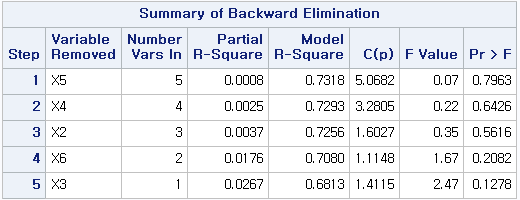 Summary of Backward Elimination
Step Variable Removed Number Vars In Partial R-Square Model R-Square C(p) F Value Pr > F
1 X5 5 0.0008 0.7318 5.0682 0.07 0.7963
2 X4 4 0.0025 0.7293 3.2805 0.22 0.6426
3 X2 3 0.0037 0.7256 1.6027 0.35 0.5616
4 X6 2 0.0176 0.7080 1.1148 1.67 0.2082
5 X3 1 0.0267 0.6813 1.4115 2.47 0.1278